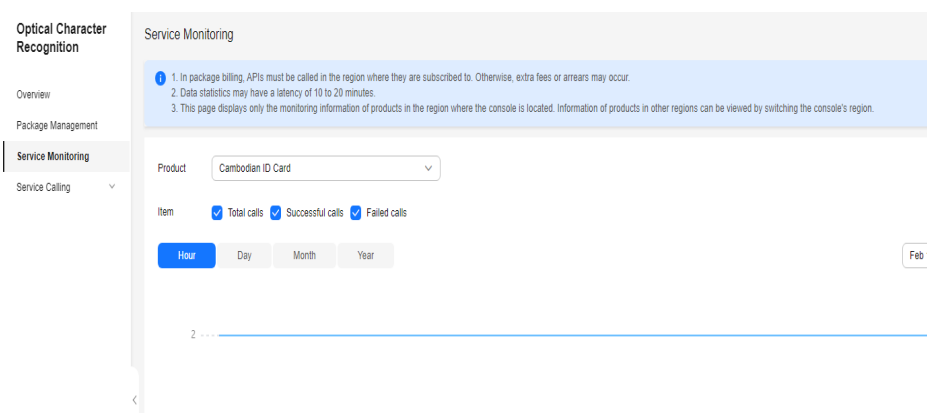 Optical Character
Recognition
Overview
Package Management
Service Monitoring
Service Calling
Service Monitoring
1. In package billing, APIs must be called in the region where they are subscribed to. Otherwise, extra fees or arrears may occur.
2. Data statistics may have a latency of 10 to 20 minutes.
3. This page displays only the monitoring information of products in the region where the console is located. Information of products in other regions can be viewed by switching the console's region.
Product Cambodian ID Card
Item Total calls Successful calls Failed calls
Hour Day Month Year Feb
2